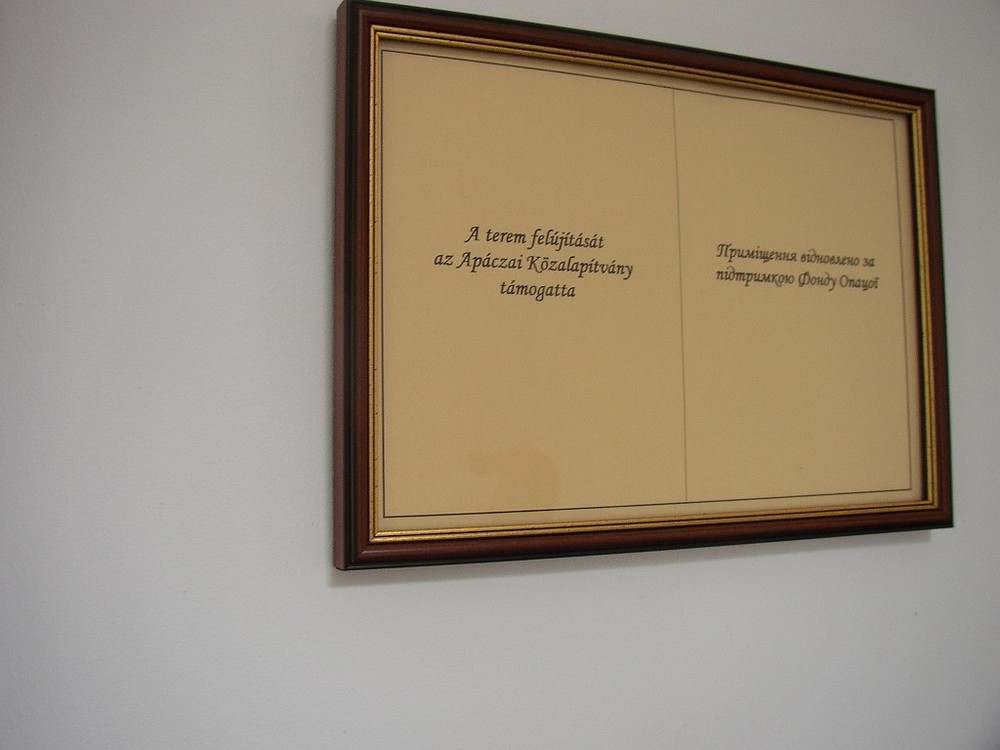 A terem felújítását
az Apáczai Közalapítvány
támogatta
Приміщення відновлено за
підтримкою Фонду Опацої